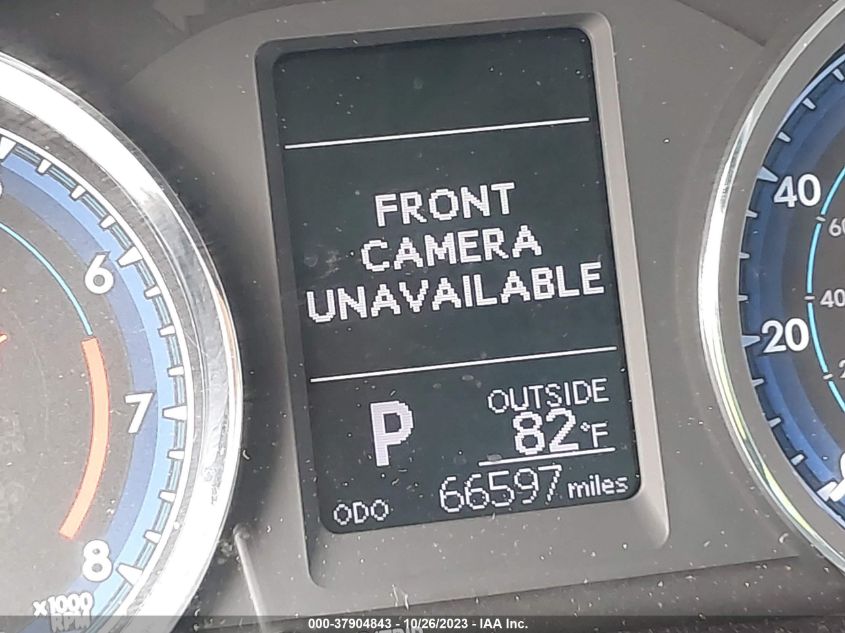 FRONT
CAMERA
UNAVAILABLE
P
OUTSIDE
82°F
ODO 66597 miles
6
7
8
x1000
RPM
40
20
60
40
000-37904843 - 10/26/2023 - IAA Inc.